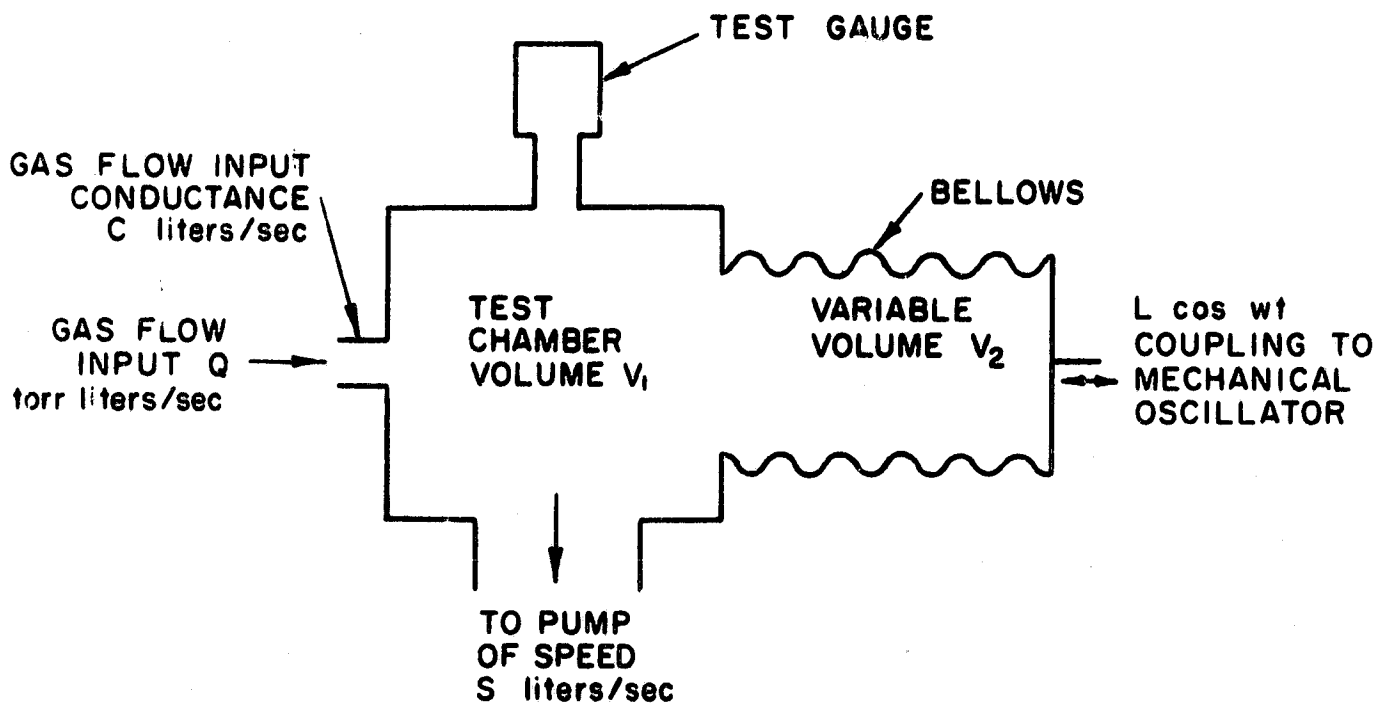 TEST GAUGE
GAS FLOW INPUT
CONDUCTANCE
C liters/sec
BELLOWS
GAS FLOW
INPUT Q
torr liters/sec
TEST
CHAMBER
VOLUME V₁
VARIABLE
VOLUME V₂
L cos wt
COUPLING TO
MECHANICAL
OSCILLATOR
TO PUMP
OF SPEED
S liters/sec